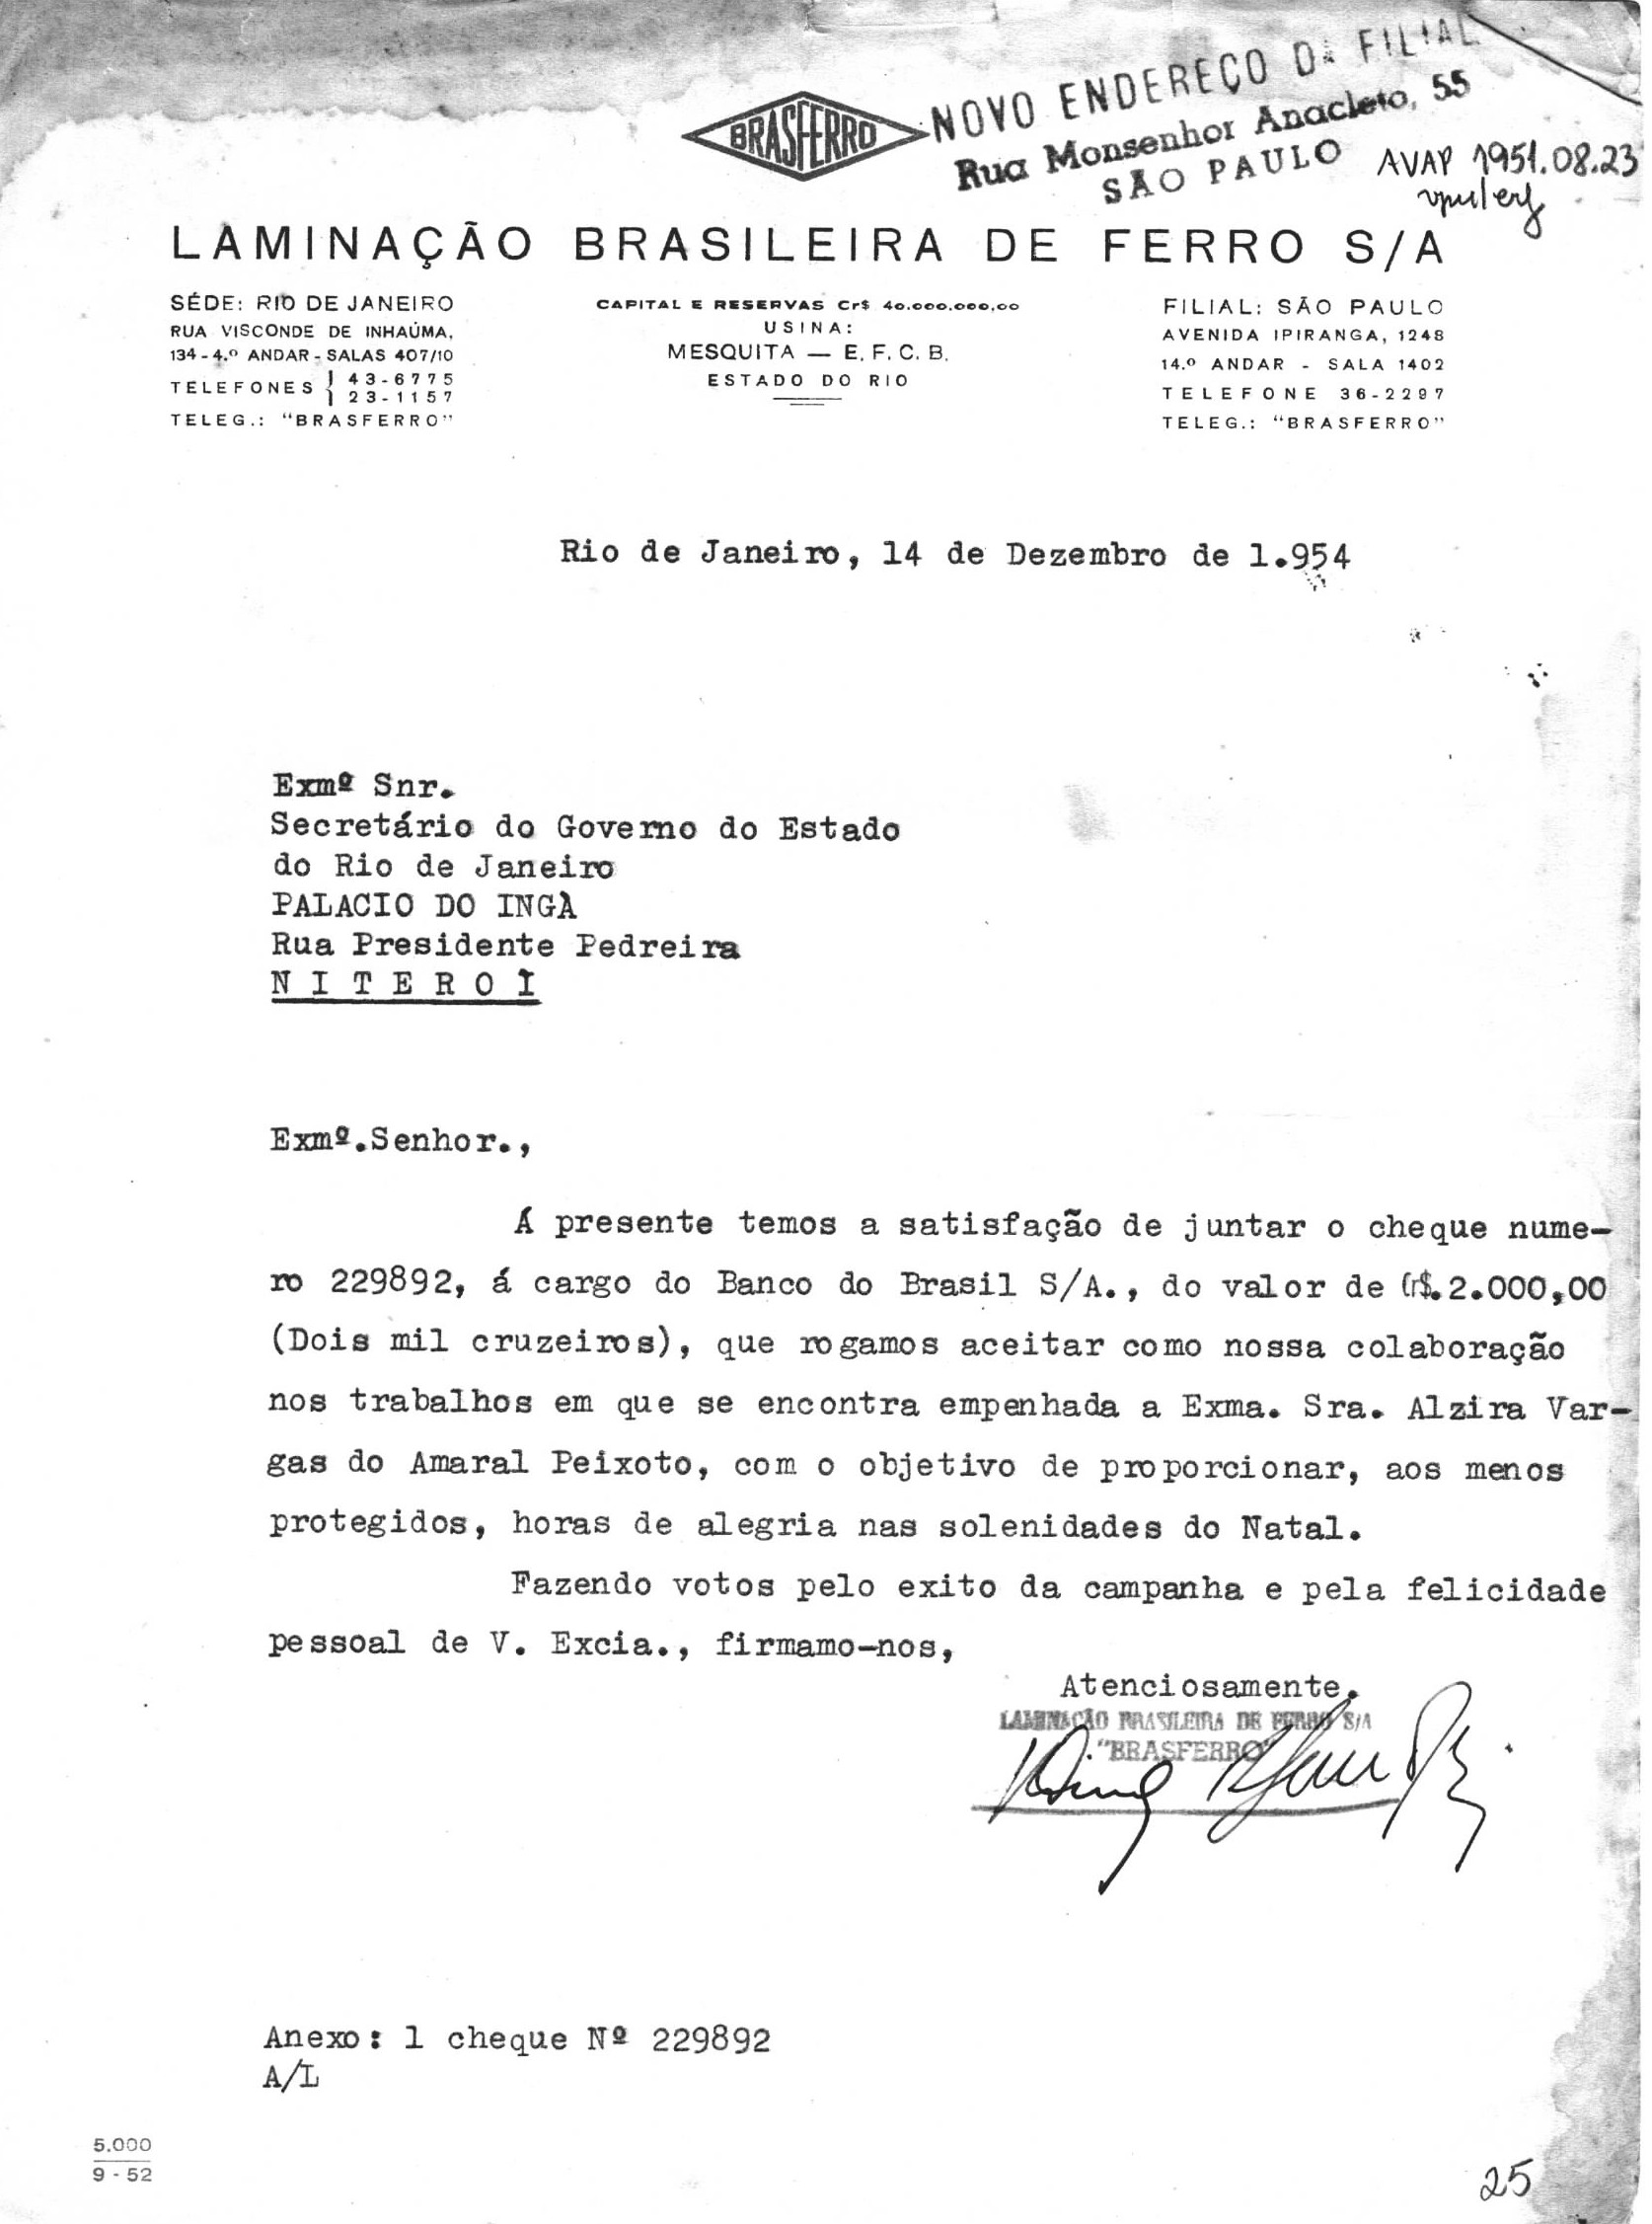 BRASFERRO
NOVO ENDEREÇO DA FILIAL
Rua Monsenhor Anacleto, 55
SÃO PAULO
AVAP 1951.08.23
LAMINAÇÃO BRASILEIRA DE FERRO S/A
SÉDE: RIO DE JANEIRO
RUA VISCONDE DE INHAÚMA,
134 - 4.º ANDAR - SALAS 407/10
TELEFONES { 43-6775
23-1157
TELEG.: "BRASFERRO"
CAPITAL E RESERVAS Cr$ 40.000.000,00
USINA:
MESQUITA — E. F. C. B.
ESTADO DO RIO
FILIAL: SÃO PAULO
AVENIDA IPIRANGA, 1248
14.º ANDAR - SALA 1402
TELEFONE 36-2297
TELEG.: "BRASFERRO"
Rio de Janeiro, 14 de Dezembro de 1.954
Exmº Snr.
Secretário do Governo do Estado
do Rio de Janeiro
PALACIO DO INGÀ
Rua Presidente Pedreira
N I T E R O Ì
Exmº.Senhor.,
Á presente temos a satisfação de juntar o cheque nume-
ro 229892, á cargo do Banco do Brasil S/A., do valor de Cr$.2.000,00
(Dois mil cruzeiros), que rogamos aceitar como nossa colaboração
nos trabalhos em que se encontra empenhada a Exma. Sra. Alzira Var-
gas do Amaral Peixoto, com o objetivo de proporcionar, aos menos
protegidos, horas de alegria nas solenidades do Natal.
Fazendo votos pelo exito da campanha e pela felicidade
pessoal de V. Excia., firmamo-nos,
Atenciosamente.
LAMINAÇÃO BRASILEIRA DE FERRO S/A
"BRASFERRO"
Anexo: 1 cheque Nº 229892
A/L
5.000
9 - 52
25